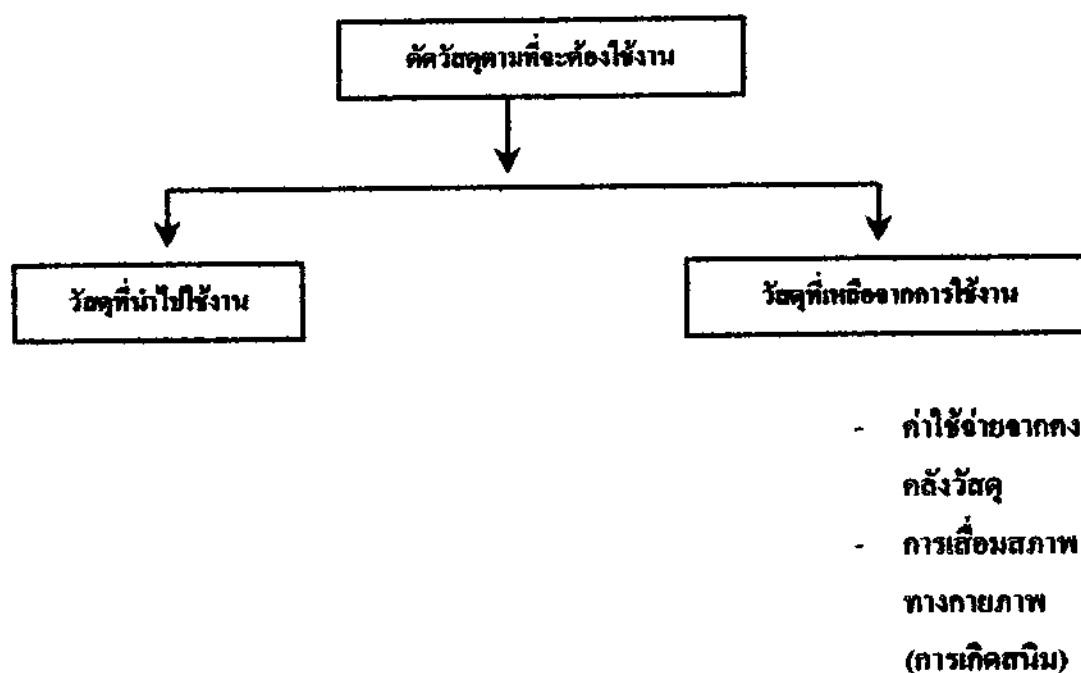 ตัดวัสดุตามที่จะต้องใช้งาน
วัสดุที่นำไปใช้งาน
วัสดุที่เหลือจากการใช้งาน
- ค่าใช้จ่ายจากคง
คลังวัสดุ
- การเสื่อมสภาพ
ทางกายภาพ
(การเกิดสนิม)